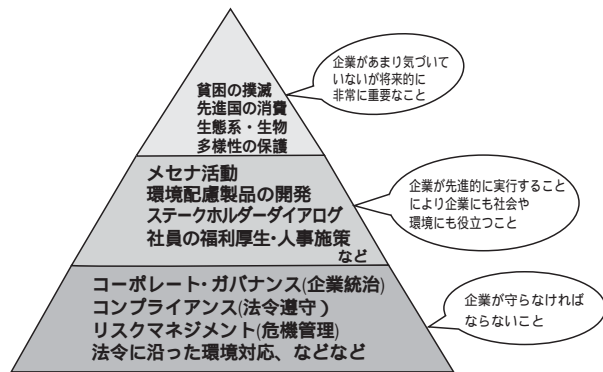 貧困の撲滅
先進国の消費
生態系・生物
多様性の保護
企業があまり気づいて
いないが将来的に
非常に重要なこと
メセナ活動
環境配慮製品の開発
ステークホルダーダイアログ
社員の福利厚生・人事施策
など
企業が先進的に実行すること
により企業にも社会や
環境にも役立つこと
コーポレート・ガバナンス(企業統治)
コンプライアンス(法令遵守)
リスクマネジメント(危機管理)
法令に沿った環境対応、などなど
企業が守らなければ
ならないこと